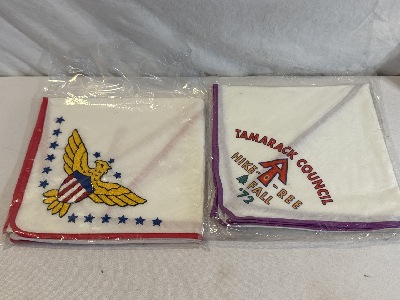 TAMARACK COUNCIL
HIKE-A-REE
FALL
'72